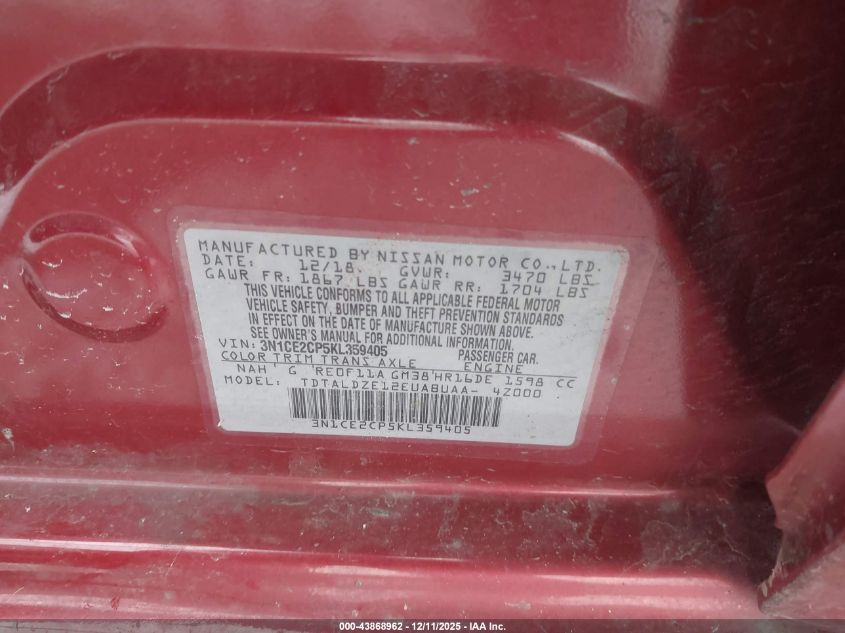 MANUFACTURED BY NISSAN MOTOR CO.,LTD.
DATE: 12/18 GVWR: 3470 LBS
GAWR FR: 1867 LBS GAWR RR: 1704 LBS
THIS VEHICLE CONFORMS TO ALL APPLICABLE FEDERAL MOTOR
VEHICLE SAFETY, BUMPER AND THEFT PREVENTION STANDARDS
IN EFFECT ON THE DATE OF MANUFACTURE SHOWN ABOVE.
SEE OWNER'S MANUAL FOR ADDITIONAL INFORMATION.
VIN: 3N1CE2CP5KL359405 PASSENGER CAR.
COLOR TRIM TRANS AXLE ENGINE
NAH G RE0F11A GM38 HR16DE 1598 CC
MODEL: TDTALDZE12EUABUAA- 4Z000
3N1CE2CP5KL359405
000-43868962 - 12/11/2025 - IAA Inc.